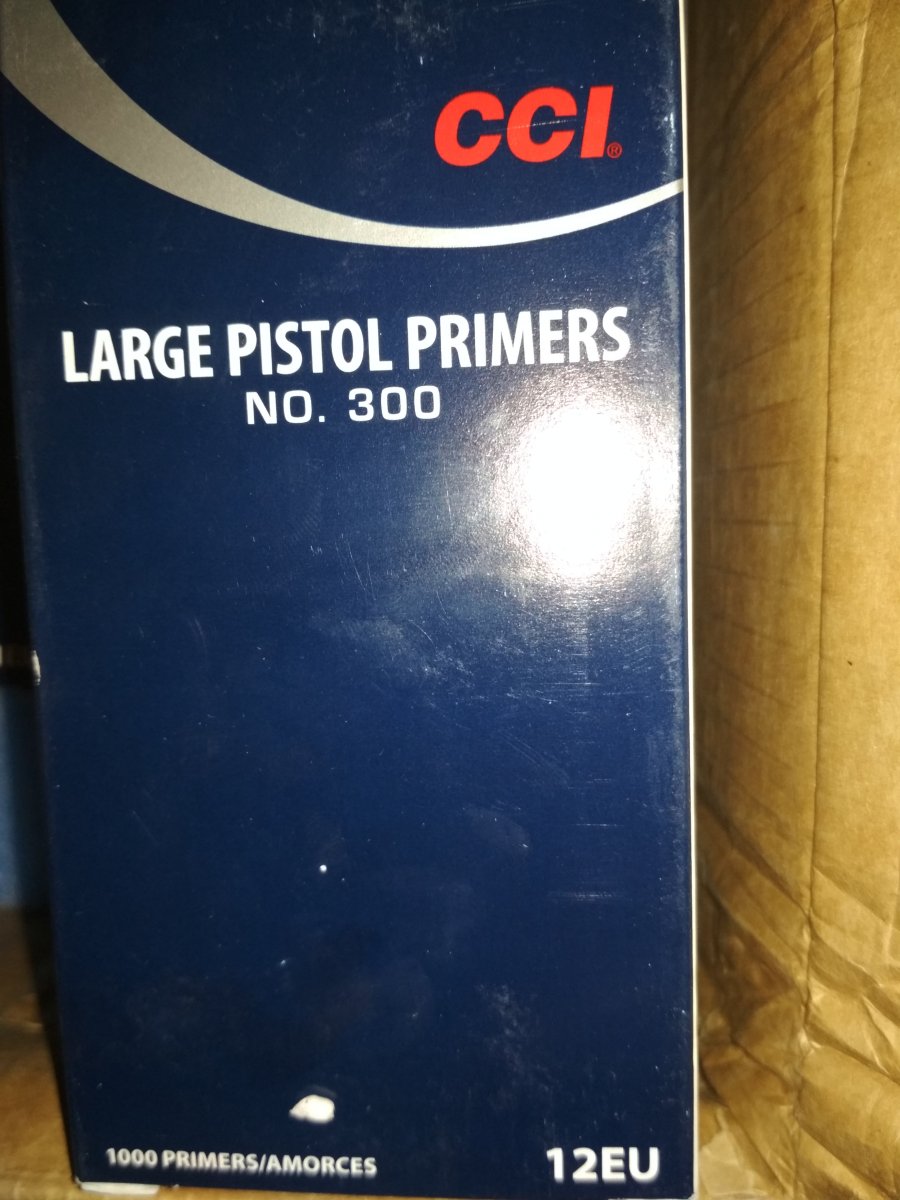 CCI®
LARGE PISTOL PRIMERS
NO. 300
1000 PRIMERS/AMORCES
12EU